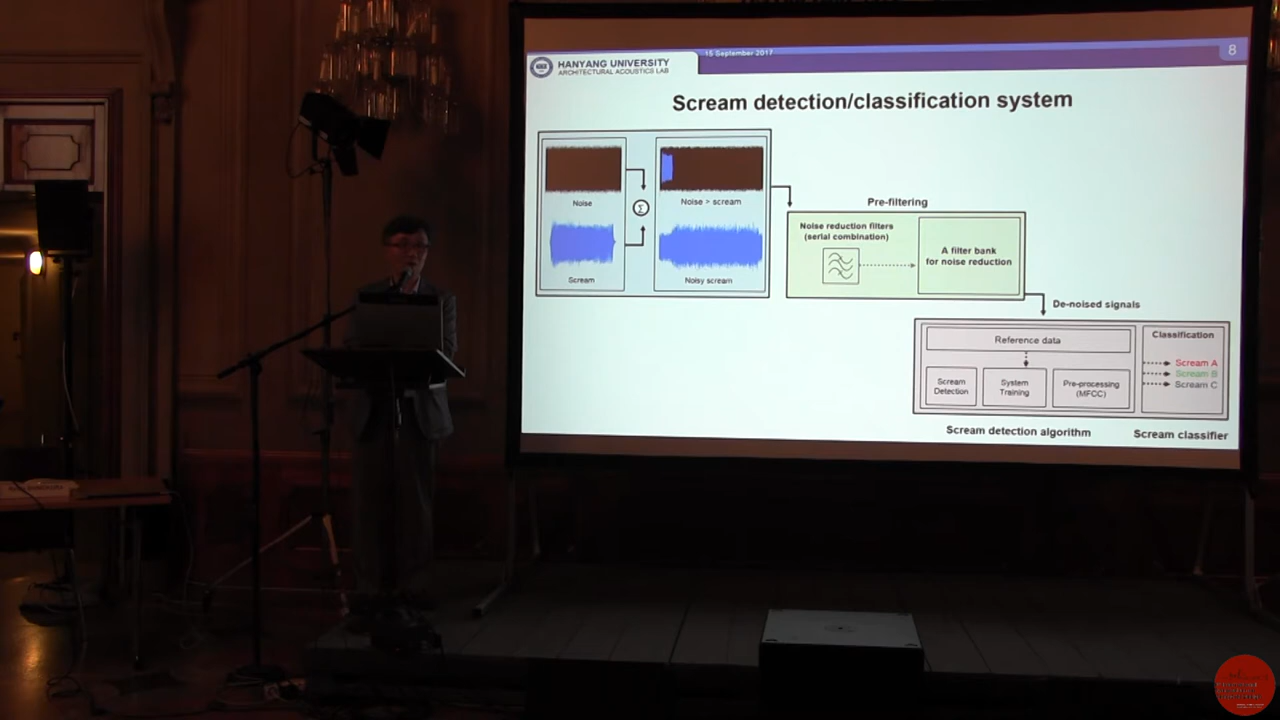 15 September 2017
8
HANYANG UNIVERSITY
ARCHITECTURAL ACOUSTICS LAB
Scream detection/classification system
Noise
Noise > scream
Σ
Scream
Noisy scream
Pre-filtering
Noise reduction filters
(serial combination)
A filter bank
for noise reduction
De-noised signals
Reference data
Classification
Scream A
Scream B
Scream C
Scream
Detection
System
Training
Pre-processing
(MFCC)
Scream detection algorithm
Scream classifier